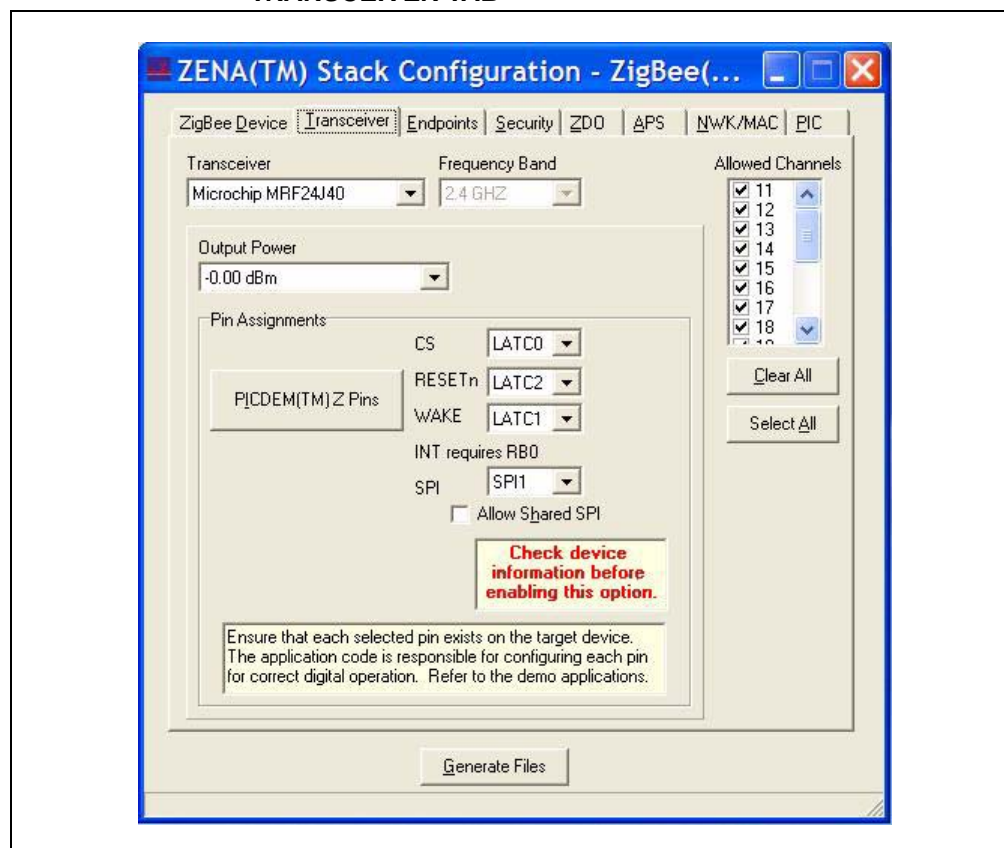 TRANSCEIVER TAB
ZENA(TM) Stack Configuration - ZigBee(...
ZigBee Device Transceiver Endpoints Security ZDO APS NWK/MAC PIC
Transceiver Frequency Band Allowed Channels
Microchip MRF24J40 2.4 GHZ
11
12
13
14
15
16
17
18
Output Power
-0.00 dBm
Pin Assignments
CS LATC0
RESETn LATC2
PICDEM(TM) Z Pins
WAKE LATC1
INT requires RB0
SPI SPI1
Allow Shared SPI
Check device
information before
enabling this option.
Ensure that each selected pin exists on the target device.
The application code is responsible for configuring each pin
for correct digital operation. Refer to the demo applications.
Clear All
Select All
Generate Files